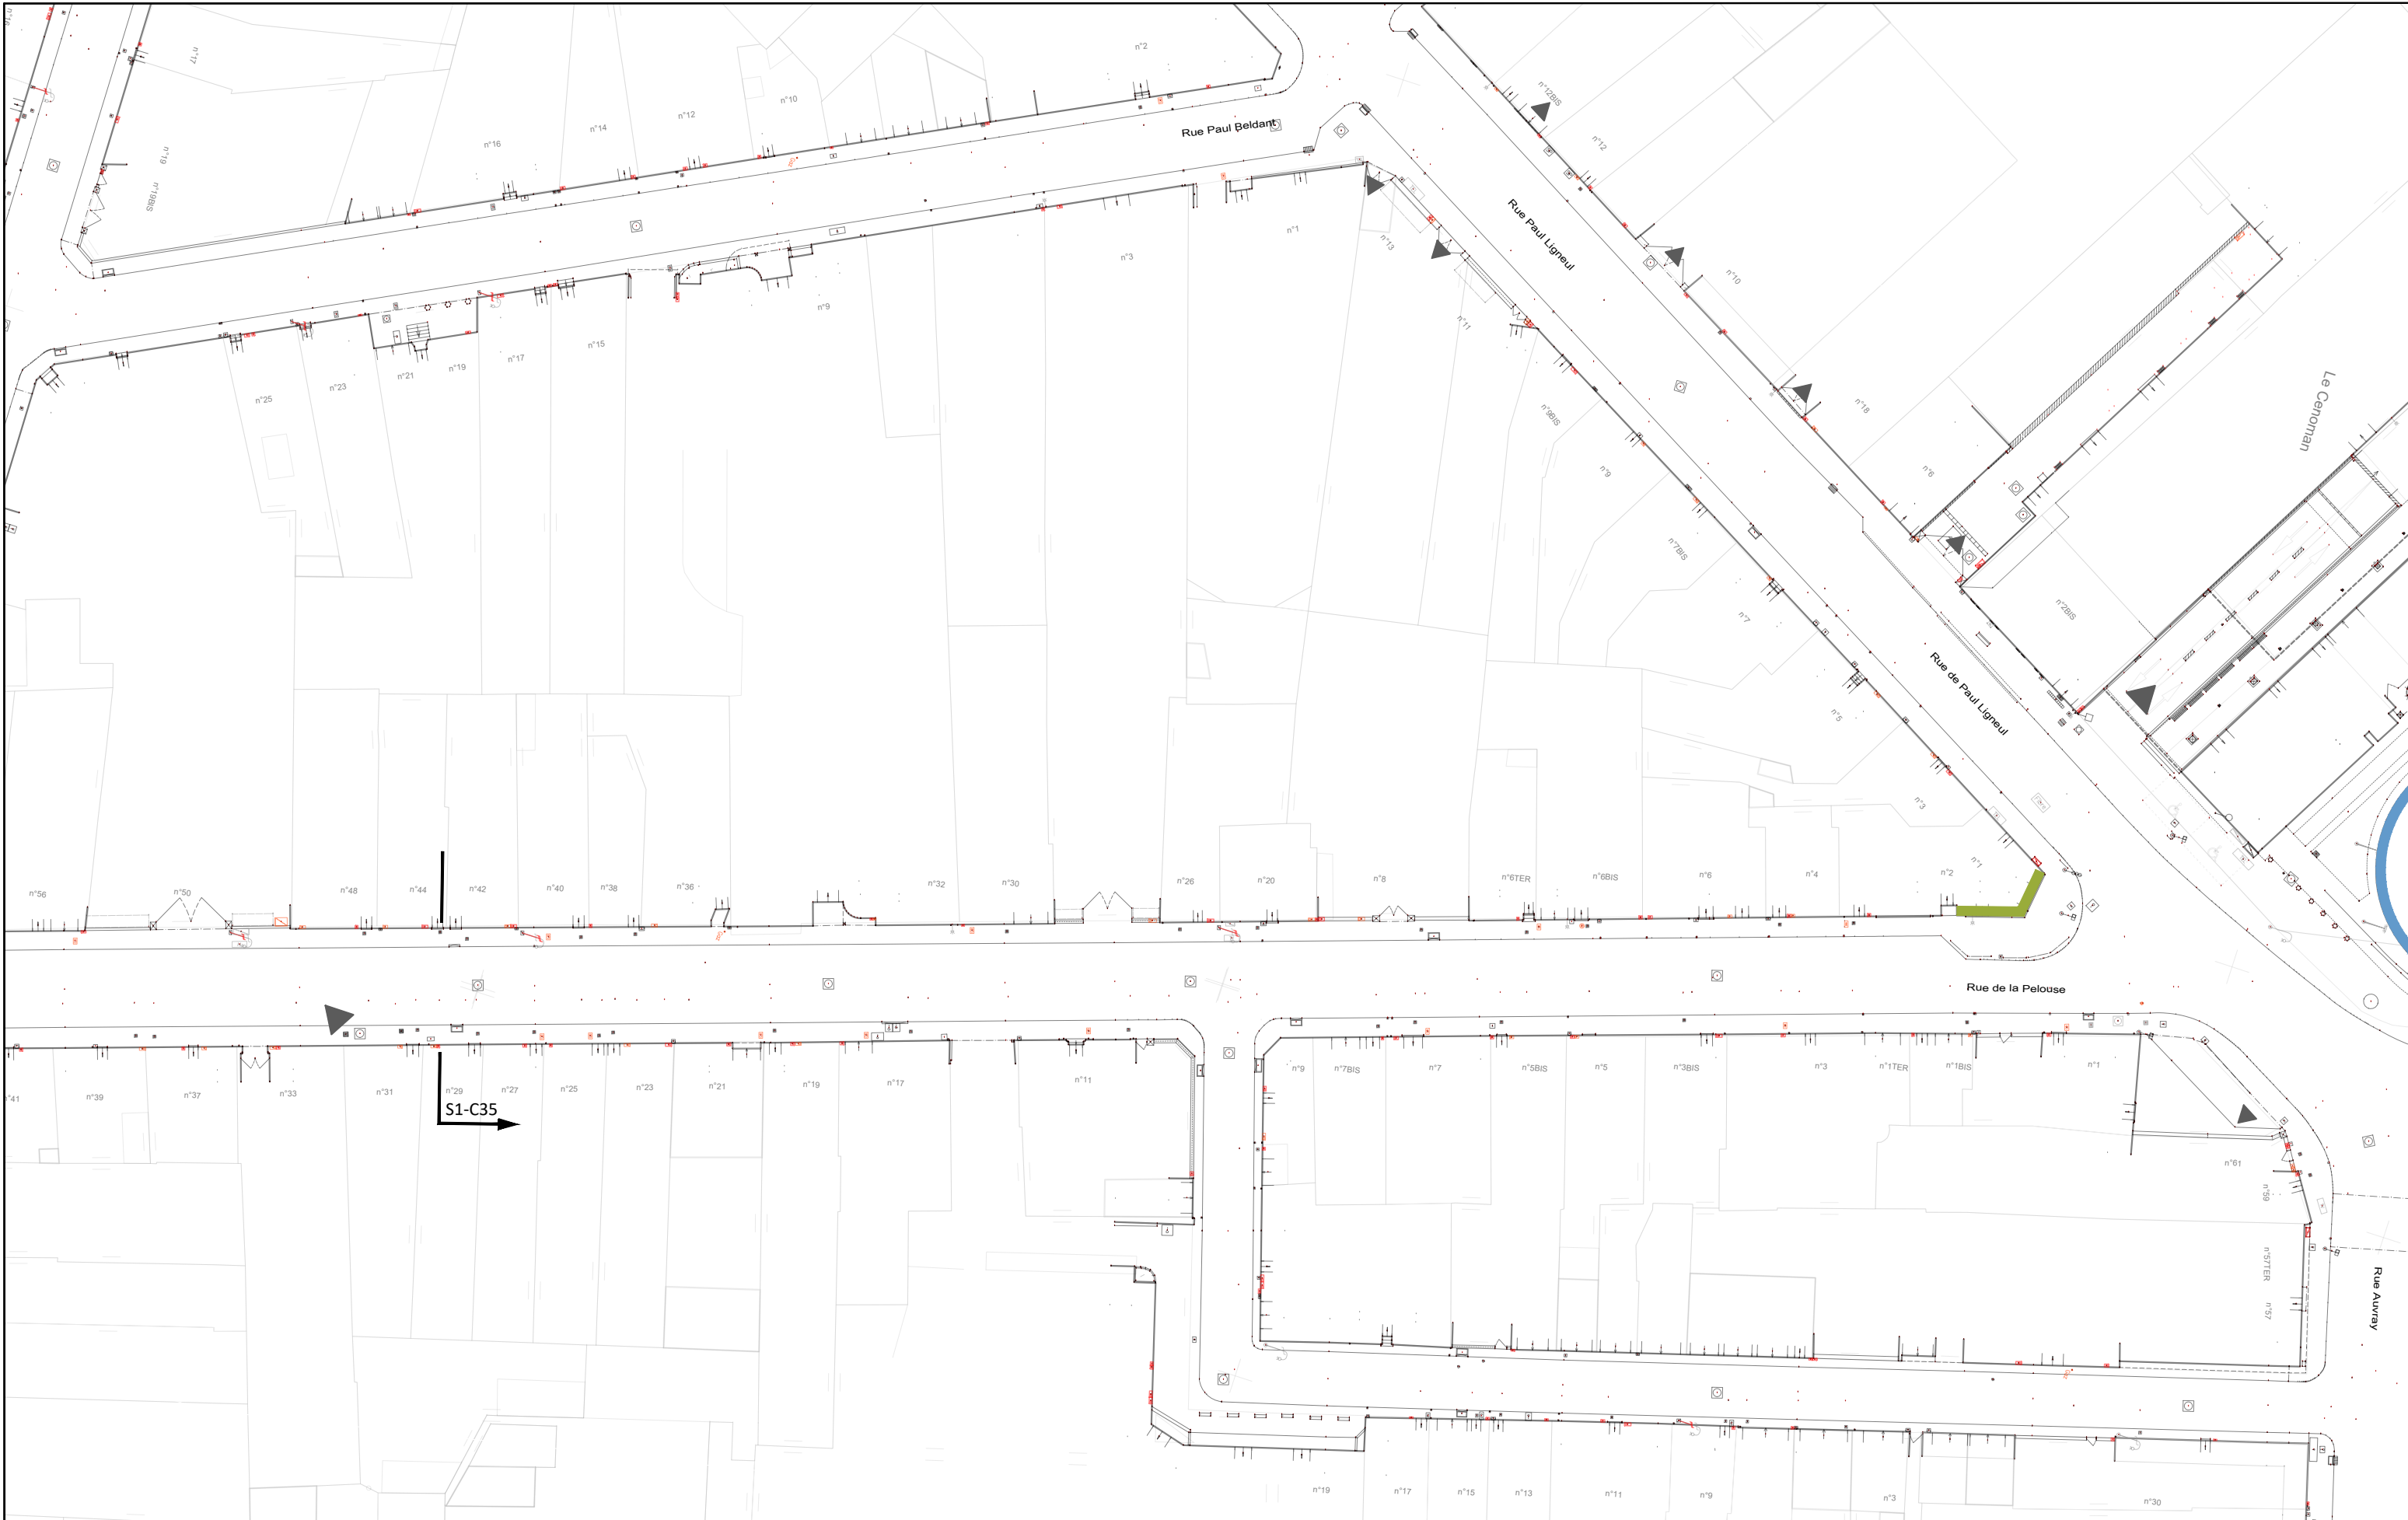 n°16
n°17
n°19
n°19BIS
n°16
n°14
n°12
n°10
n°2
Rue Paul Beldant
n°12BIS
n°12
n°10
n°18
n°6
n°2BIS
Le Cenoman
Rue Paul Ligneul
Rue de Paul Ligneul
n°25
n°23
n°21
n°19
n°17
n°15
n°9
n°3
n°1
n°13
n°11
n°9BIS
n°9
n°7BIS
n°7
n°5
n°3
n°1
n°56
n°50
n°48
n°44
n°42
n°40
n°38
n°36
n°32
n°30
n°26
n°20
n°8
n°6TER
n°6BIS
n°6
n°4
n°2
Rue de la Pelouse
n°41
n°39
n°37
n°33
n°31
n°29
n°27
n°25
n°23
n°21
n°19
n°17
n°11
n°9
n°7BIS
n°7
n°5BIS
n°5
n°3BIS
n°3
n°1TER
n°1BIS
n°1
S1-C35
n°61
n°59
n°57TER
n°57
Rue Auvray
n°19
n°17
n°15
n°13
n°11
n°9
n°3
n°30